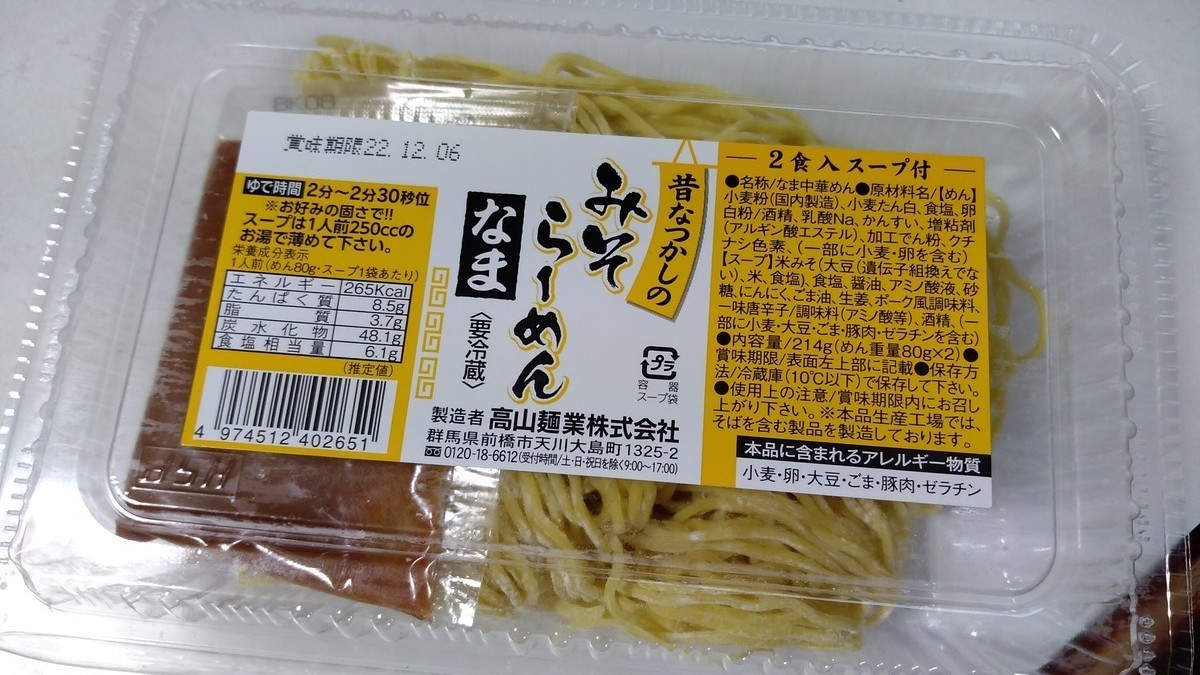 BK08
賞味期限22.12.06
ゆで時間 2分～2分30秒位
※お好みの固さで!!
スープは1人前250ccの
お湯で薄めて下さい。
栄養成分表示
1人前(めん80g・スープ1袋あたり)
エネルギー 265Kcal
たんぱく質 8.5g
脂質 3.7g
炭水化物 48.1g
食塩相当量 6.1g
(推定値)
4 974512 402651
昔なつかしの
みそらーめん
なま
〈要冷蔵〉
プラ
容器
スープ袋
製造者 高山麺業株式会社
群馬県前橋市天川大島町1325-2
0120-18-6612(受付時間/土・日・祝日を除く9:00~17:00)
2食入スープ付
●名称/なま中華めん●原材料名/【めん】
小麦粉(国内製造)、小麦たん白、食塩、卵
白粉/酒精、乳酸Na、かんすい、増粘剤
(アルギン酸エステル)、加工でん粉、クチ
ナシ色素、(一部に小麦・卵を含む)
【スープ】米みそ(大豆(遺伝子組換えでな
い)、米、食塩)、食塩、醤油、アミノ酸液、砂
糖、にんにく、ごま油、生姜、ポーク風調味料、
一味唐辛子/調味料(アミノ酸等)、酒精、(一
部に小麦・大豆・ごま・豚肉・ゼラチンを含む)
●内容量/214g(めん重量80g×2)●
賞味期限/表面左上部に記載●保存方
法/冷蔵庫(10℃以下)で保存して下さい。
●使用上の注意/賞味期限内にお召し
上がり下さい。※本品生産工場では、
そばを含む製品を製造しております。
本品に含まれるアレルギー物質
小麦・卵・大豆・ごま・豚肉・ゼラチン